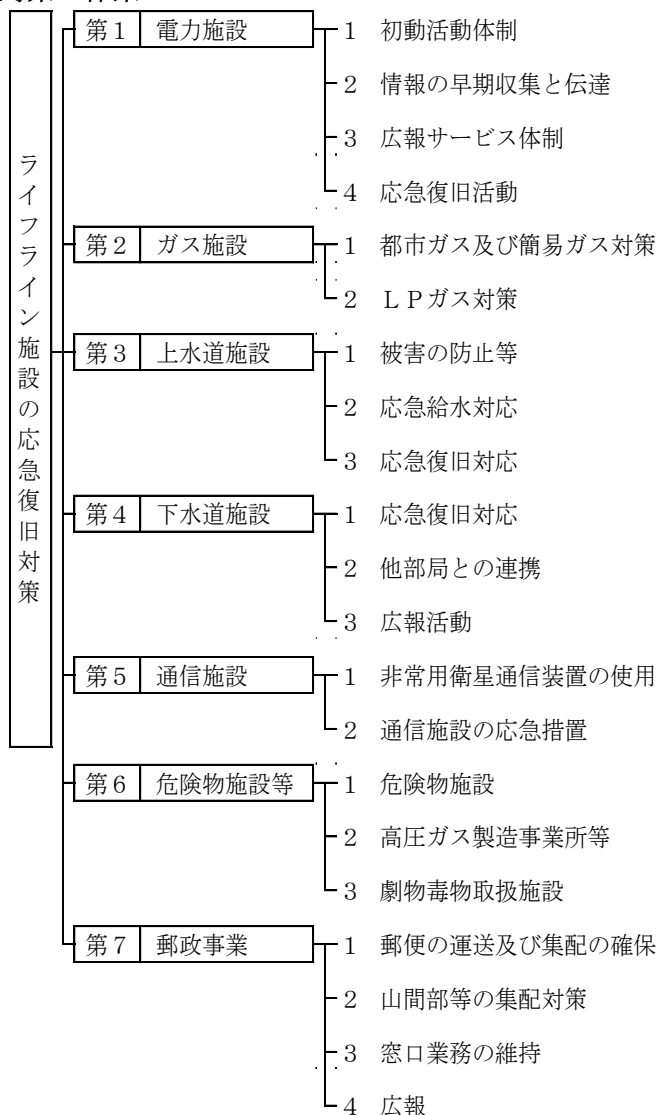 ライフライン施設の応急復旧対策
第１ 電力施設
１ 初動活動体制
２ 情報の早期収集と伝達
３ 広報サービス体制
４ 応急復旧活動
第２ ガス施設
１ 都市ガス及び簡易ガス対策
２ ＬＰガス対策
第３ 上水道施設
１ 被害の防止等
２ 応急給水対応
３ 応急復旧対応
第４ 下水道施設
１ 応急復旧対応
２ 他部局との連携
３ 広報活動
第５ 通信施設
１ 非常用衛星通信装置の使用
２ 通信施設の応急措置
第６ 危険物施設等
１ 危険物施設
２ 高圧ガス製造事業所等
３ 劇物毒物取扱施設
第７ 郵政事業
１ 郵便の運送及び集配の確保
２ 山間部等の集配対策
３ 窓口業務の維持
４ 広報